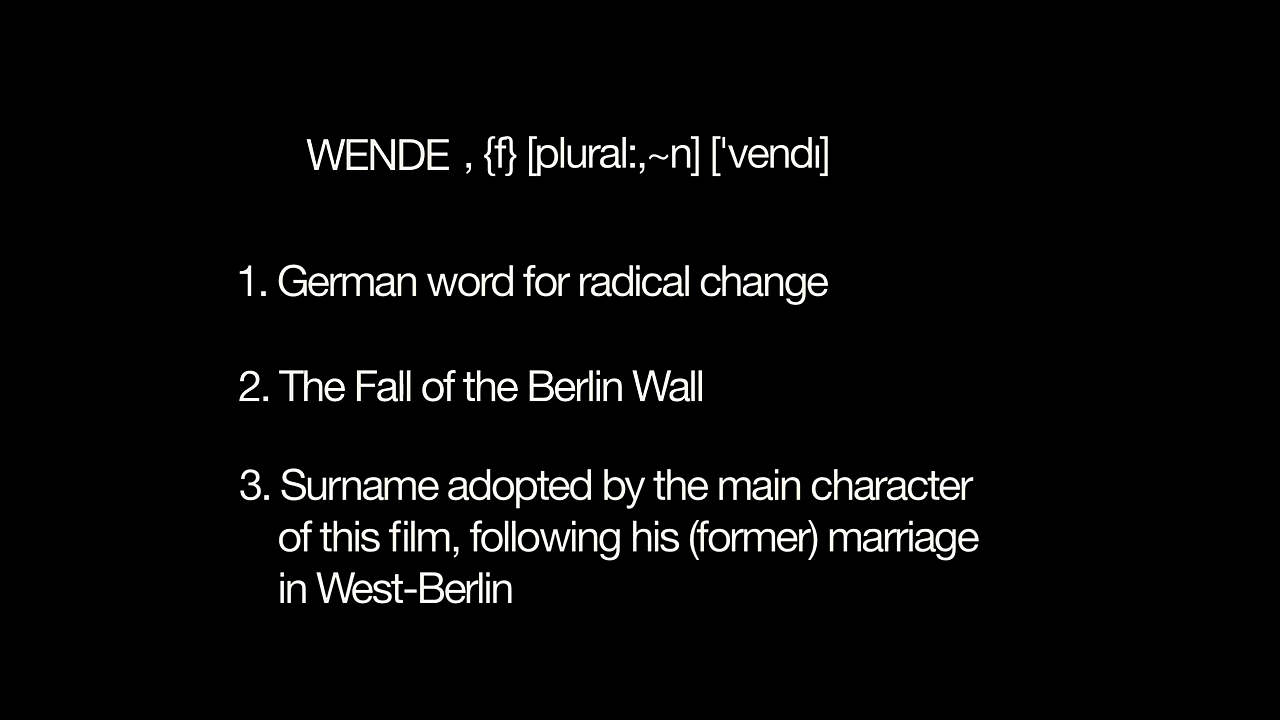 WENDE , {f} [plural:,~n] ['vendı]
1. German word for radical change
2. The Fall of the Berlin Wall
3. Surname adopted by the main character
of this film, following his (former) marriage
in West-Berlin